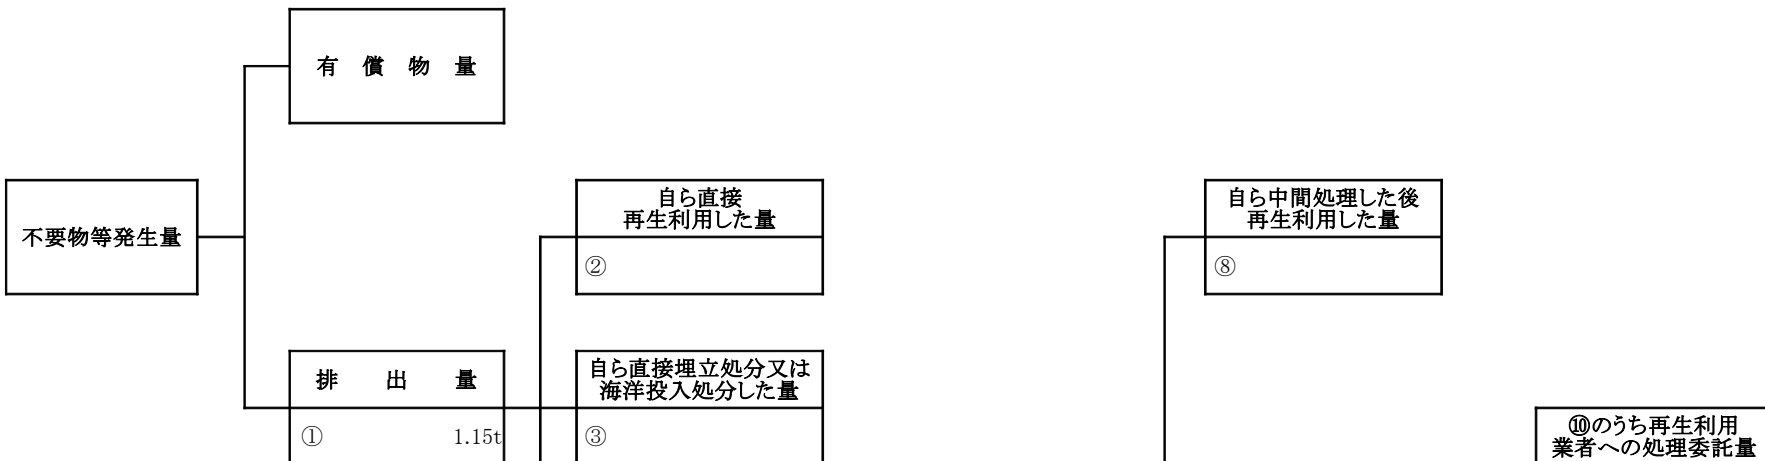 有　償　物　量
不要物等発生量
自ら直接
再生利用した量
②
自ら中間処理した後
再生利用した量
⑧
排　出　量
① 1.15t
自ら直接埋立処分又は
海洋投入処分した量
③
⑩のうち再生利用
業者への処理委託量